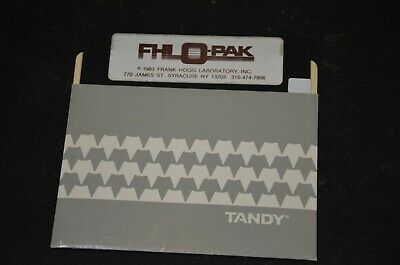 FHL O-PAK
© 1983 FRANK HOGG LABORATORY, INC.
770 JAMES ST. SYRACUSE NY 13203 315-474-7856
TANDY®